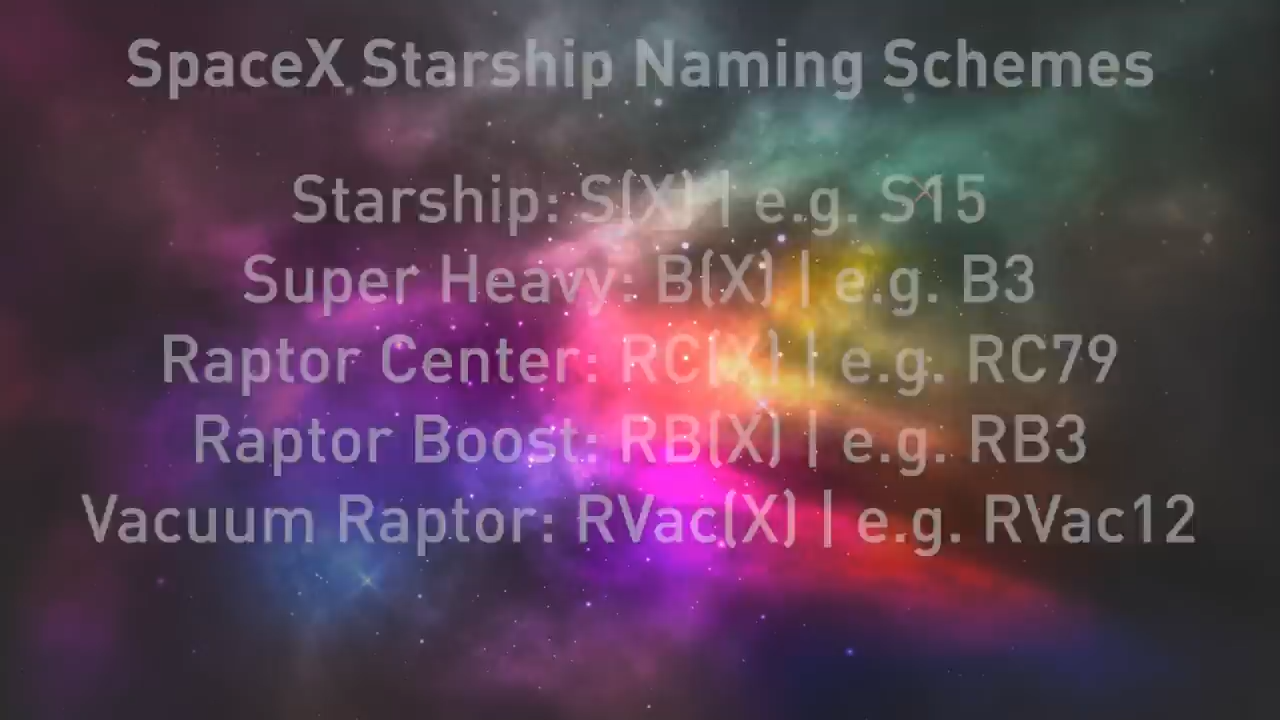 SpaceX Starship Naming Schemes
Starship: S(X) | e.g. S15
Super Heavy: B(X) | e.g. B3
Raptor Center: RC(X) | e.g. RC79
Raptor Boost: RB(X) | e.g. RB3
Vacuum Raptor: RVac(X) | e.g. RVac12